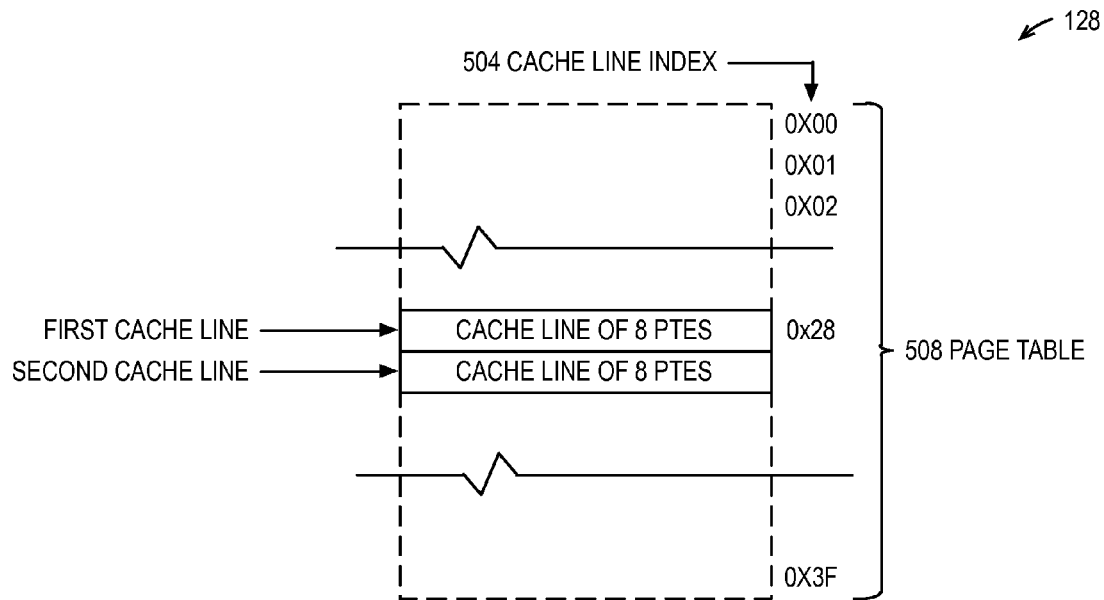 128
504 CACHE LINE INDEX
0X00
0X01
0X02
FIRST CACHE LINE
CACHE LINE OF 8 PTES
0x28
SECOND CACHE LINE
CACHE LINE OF 8 PTES
508 PAGE TABLE
0X3F